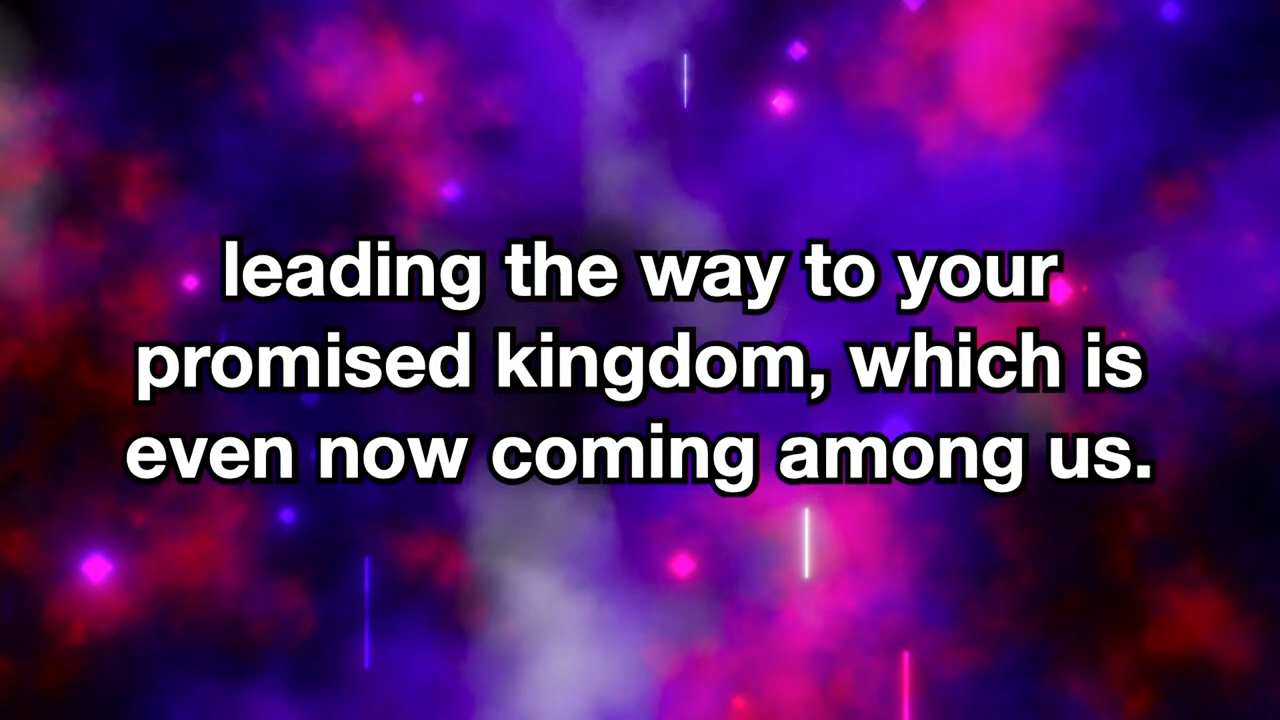 leading the way to your
promised kingdom, which is
even now coming among us.